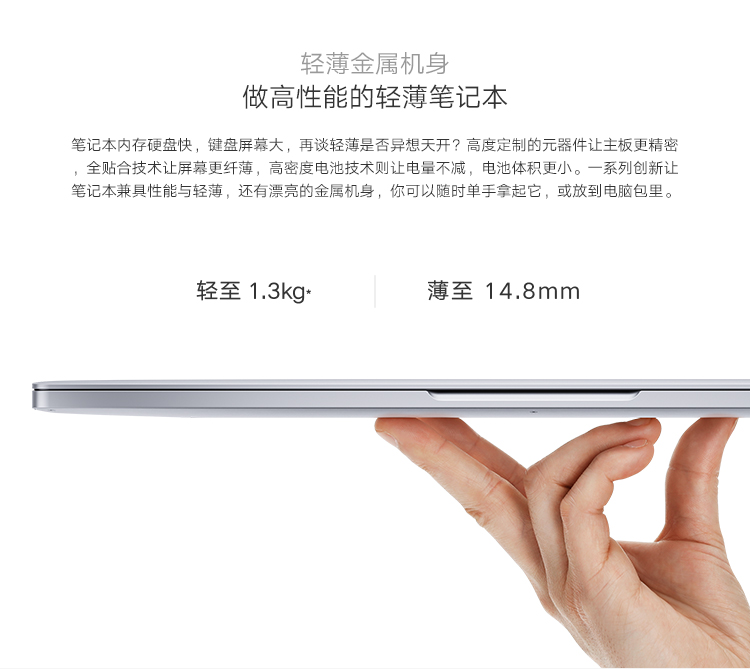 轻薄金属机身
做高性能的轻薄笔记本
笔记本内存硬盘快，键盘屏幕大，再谈轻薄是否异想天开？高度定制的元器件让主板更精密
，全贴合技术让屏幕更纤薄，高密度电池技术则让电量不减，电池体积更小。一系列创新让
笔记本兼具性能与轻薄，还有漂亮的金属机身，你可以随时单手拿起它，或放到电脑包里。
轻至 1.3kg*
薄至 14.8mm